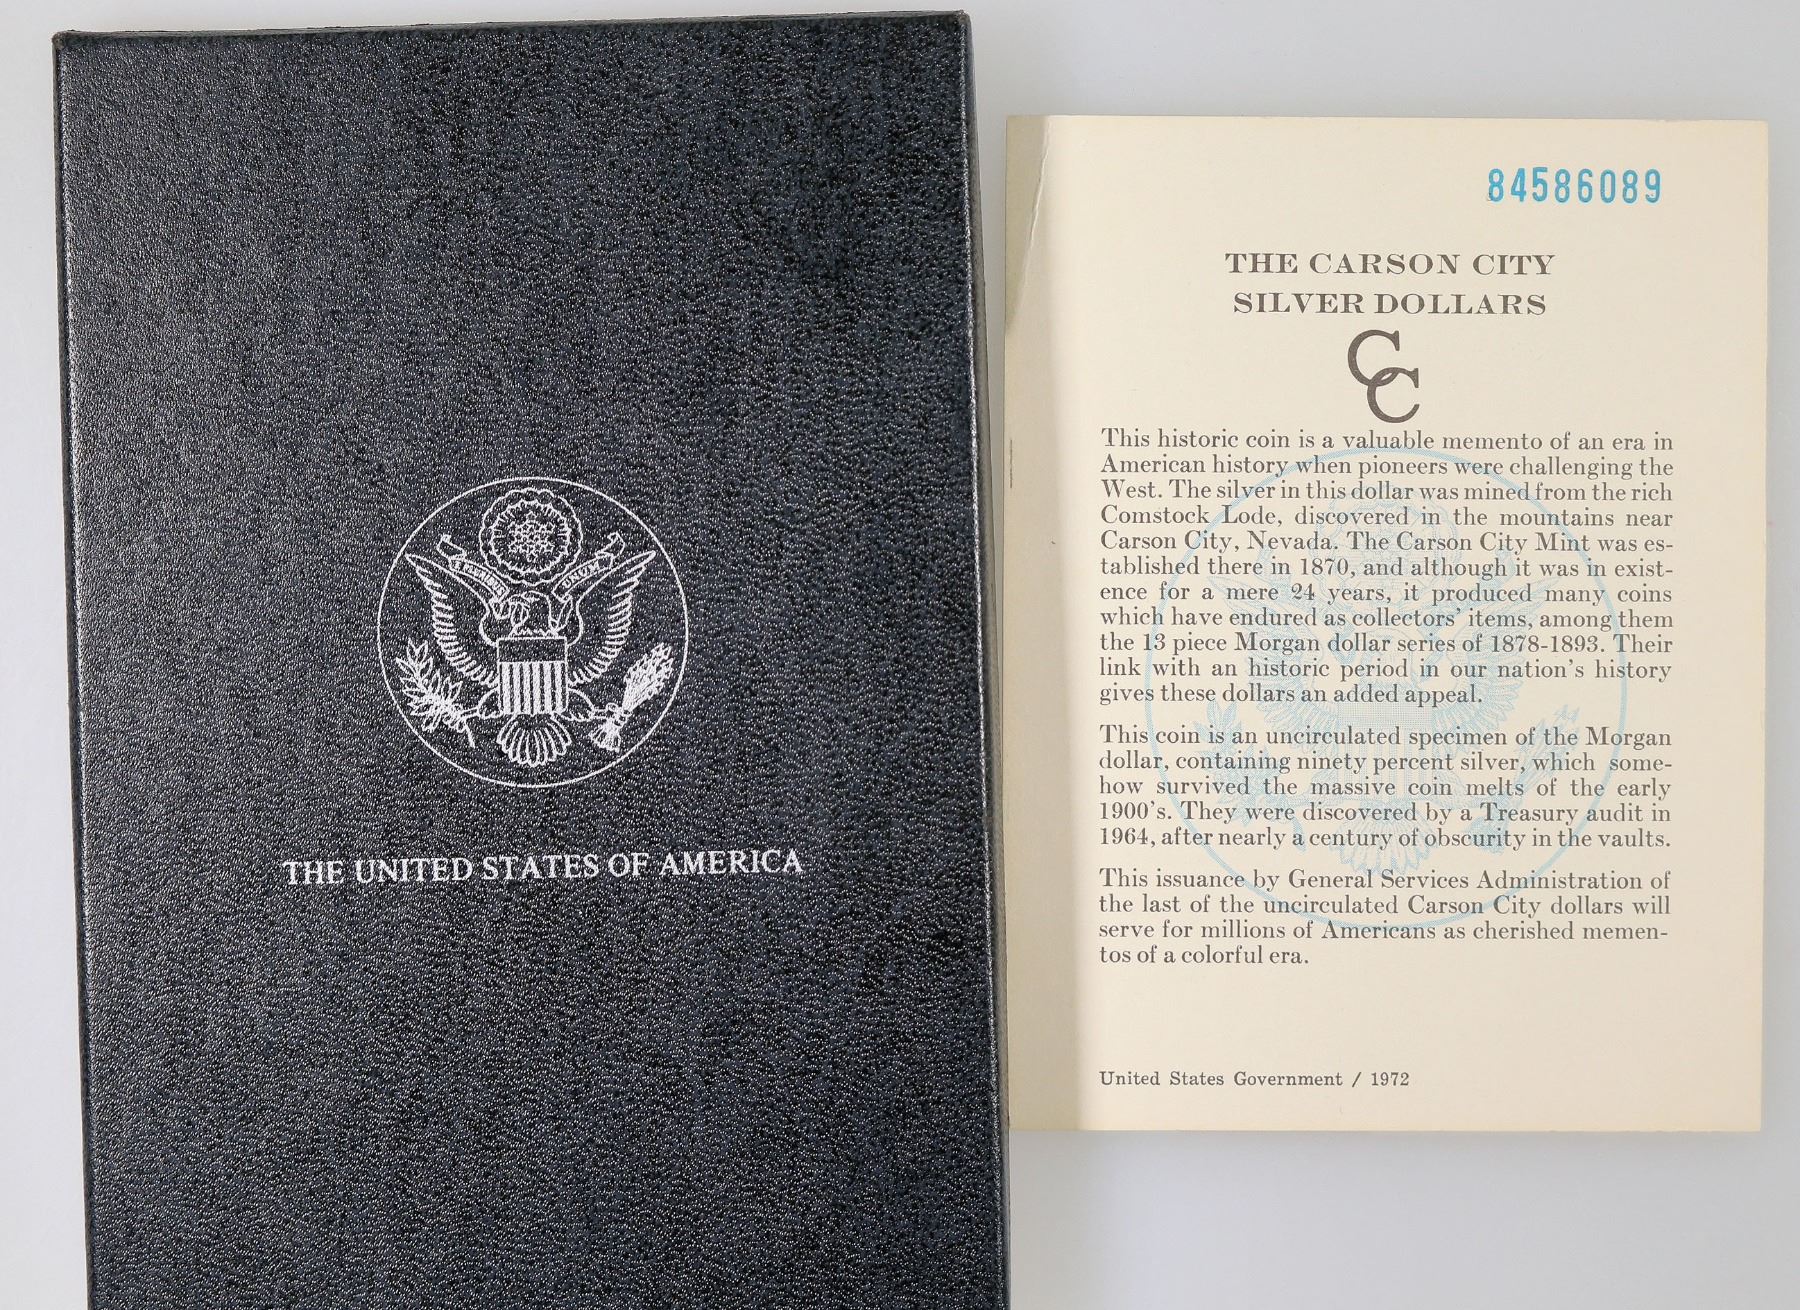 E PLURIBUS UNUM
THE UNITED STATES OF AMERICA
84586089
THE CARSON CITY
SILVER DOLLARS
CC
This historic coin is a valuable memento of an era in
American history when pioneers were challenging the
West. The silver in this dollar was mined from the rich
Comstock Lode, discovered in the mountains near
Carson City, Nevada. The Carson City Mint was es-
tablished there in 1870, and although it was in exist-
ence for a mere 24 years, it produced many coins
which have endured as collectors' items, among them
the 13 piece Morgan dollar series of 1878-1893. Their
link with an historic period in our nation's history
gives these dollars an added appeal.
This coin is an uncirculated specimen of the Morgan
dollar, containing ninety percent silver, which some-
how survived the massive coin melts of the early
1900's. They were discovered by a Treasury audit in
1964, after nearly a century of obscurity in the vaults.
This issuance by General Services Administration of
the last of the uncirculated Carson City dollars will
serve for millions of Americans as cherished memen-
tos of a colorful era.
United States Government / 1972